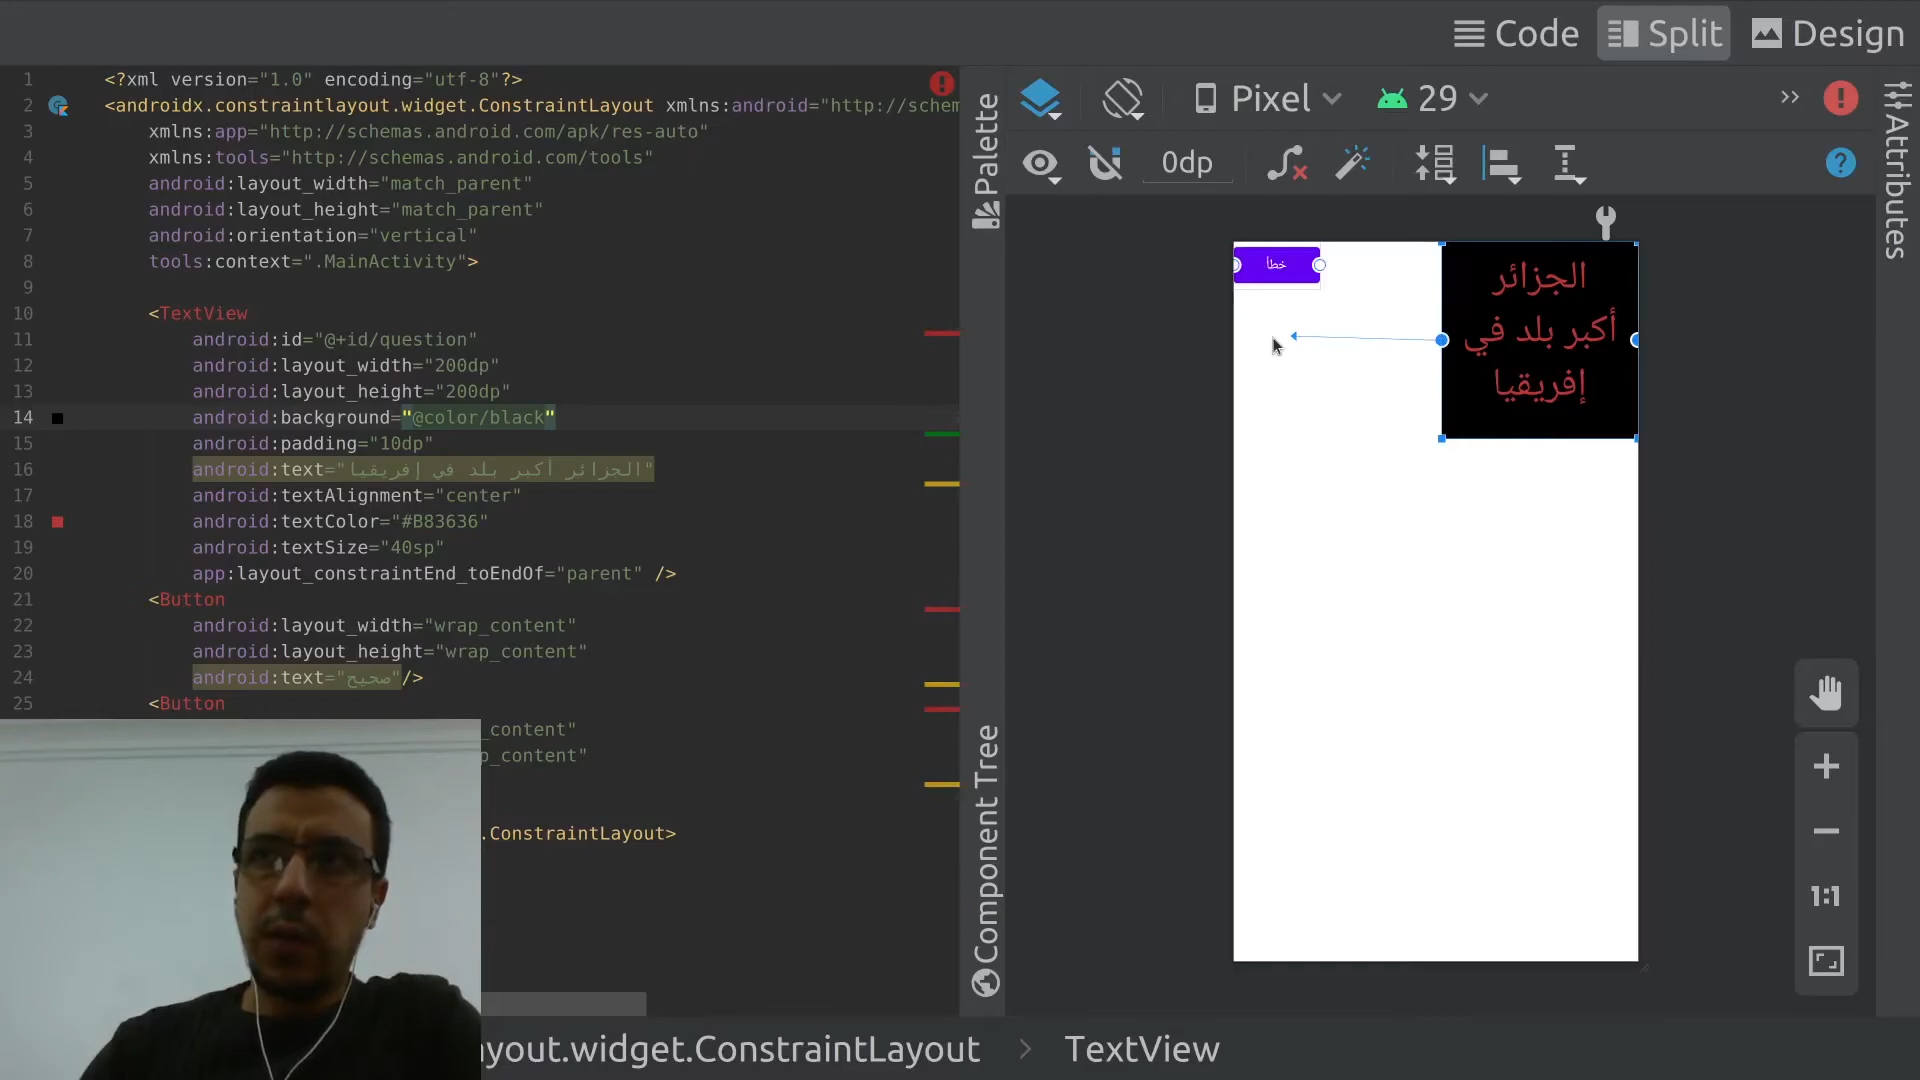 Code
Split
Design
1 <?xml version="1.0" encoding="utf-8"?>
2 <androidx.constraintlayout.widget.ConstraintLayout xmlns:android="http://schem
3 xmlns:app="http://schemas.android.com/apk/res-auto"
4 xmlns:tools="http://schemas.android.com/tools"
5 android:layout_width="match_parent"
6 android:layout_height="match_parent"
7 android:orientation="vertical"
8 tools:context=".MainActivity">
9
10 <TextView
11 android:id="@+id/question"
12 android:layout_width="200dp"
13 android:layout_height="200dp"
14 android:background="@color/black"
15 android:padding="10dp"
16 android:text="الجزائر أكبر بلد في إفريقيا"
17 android:textAlignment="center"
18 android:textColor="#B83636"
19 android:textSize="40sp"
20 app:layout_constraintEnd_toEndOf="parent" />
21 <Button
22 android:layout_width="wrap_content"
23 android:layout_height="wrap_content"
24 android:text="صحيح"/>
25 <Button
_content"
p_content"
.ConstraintLayout>
Palette
Component Tree
Pixel
29
0dp
Attributes
خطأ
الجزائر
أكبر بلد في
إفريقيا
1:1
yout.widget.ConstraintLayout > TextView